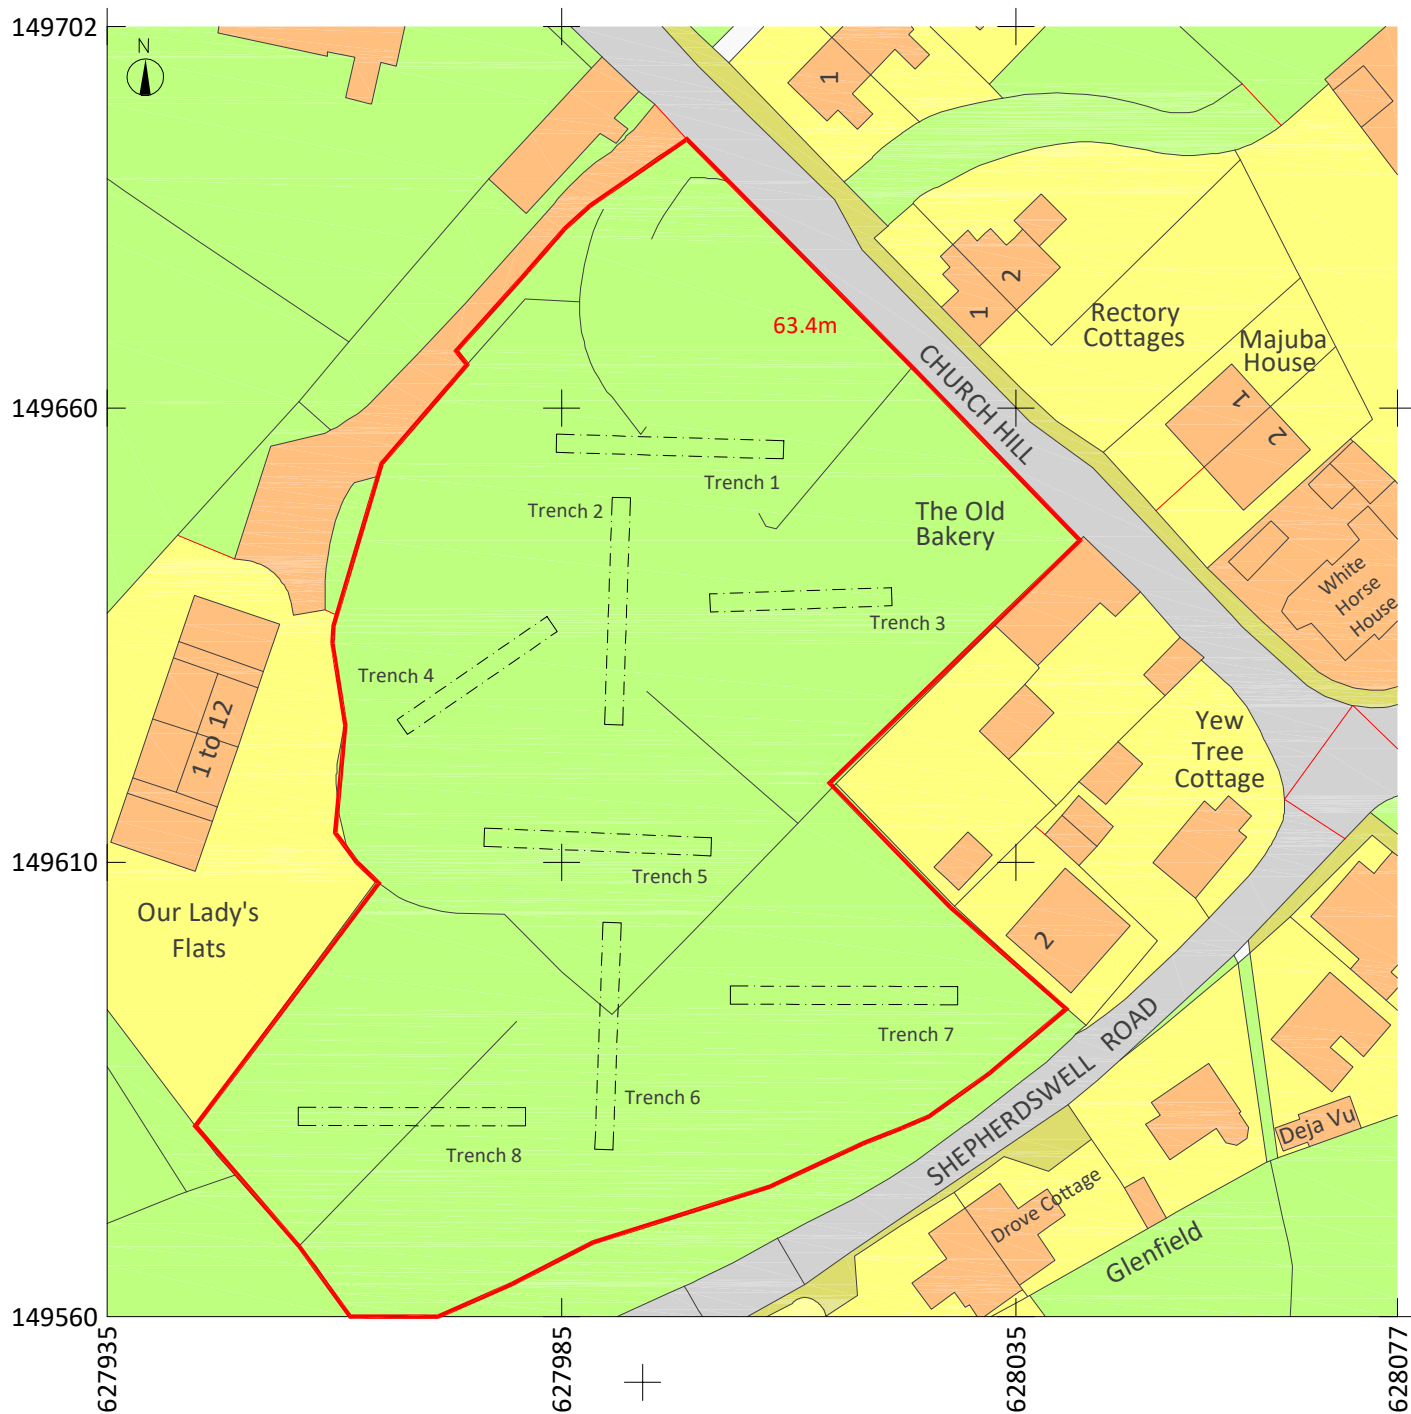 149702
N
1
2
1
Rectory
Cottages
63.4m
Majuba
House
CHURCH HILL
1
2
149660
Trench 1
Trench 2
The Old
Bakery
White
Horse
House
Trench 3
Trench 4
1 to 12
Yew
Tree
Cottage
149610
Trench 5
Our Lady's
Flats
2
Trench 7
SHEPHERDSWELL ROAD
Trench 6
Deja Vu
Trench 8
Drove Cottage
Glenfield
149560
627935
627985
628035
628077